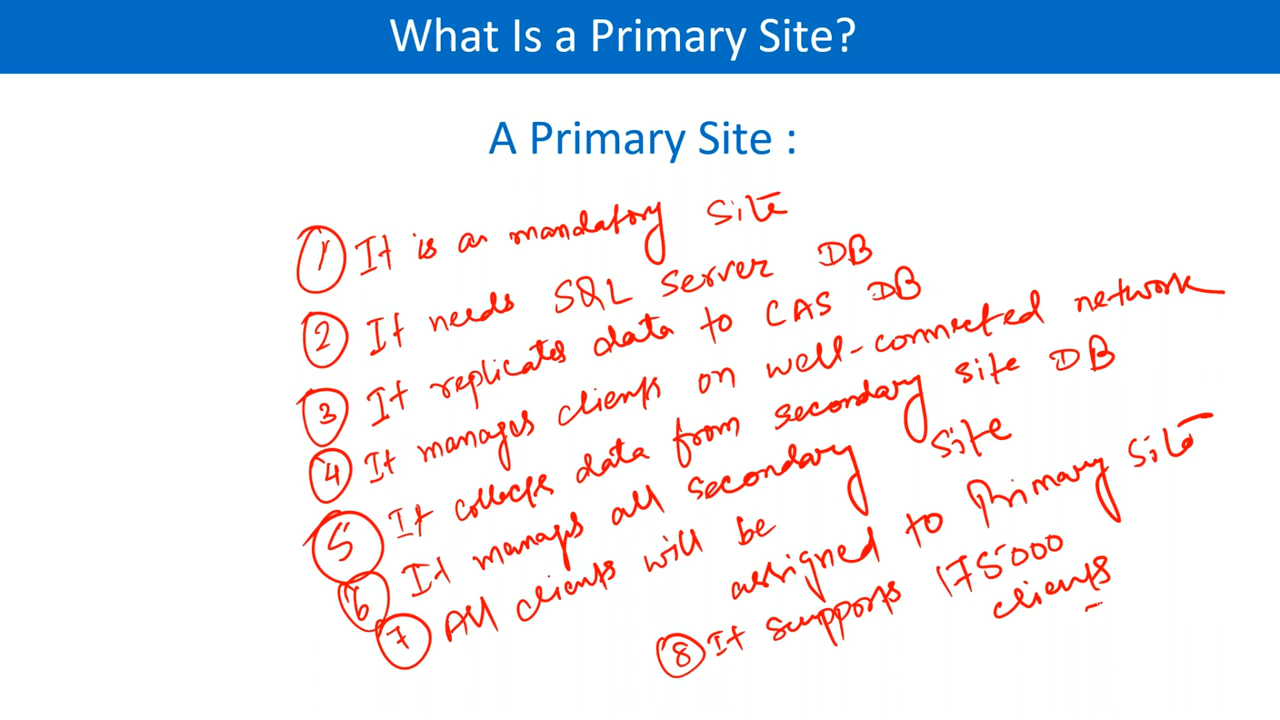 What Is a Primary Site?
A Primary Site :
1 It is a mandatory Site
2 It needs SQL Server DB
3 It replicates data to CAS DB
4 It manages clients on well-connected network
5 It collects data from secondary site DB
6 It manages all secondary site
7 All clients will be assigned to Primary site
8 It supports 175000
clients